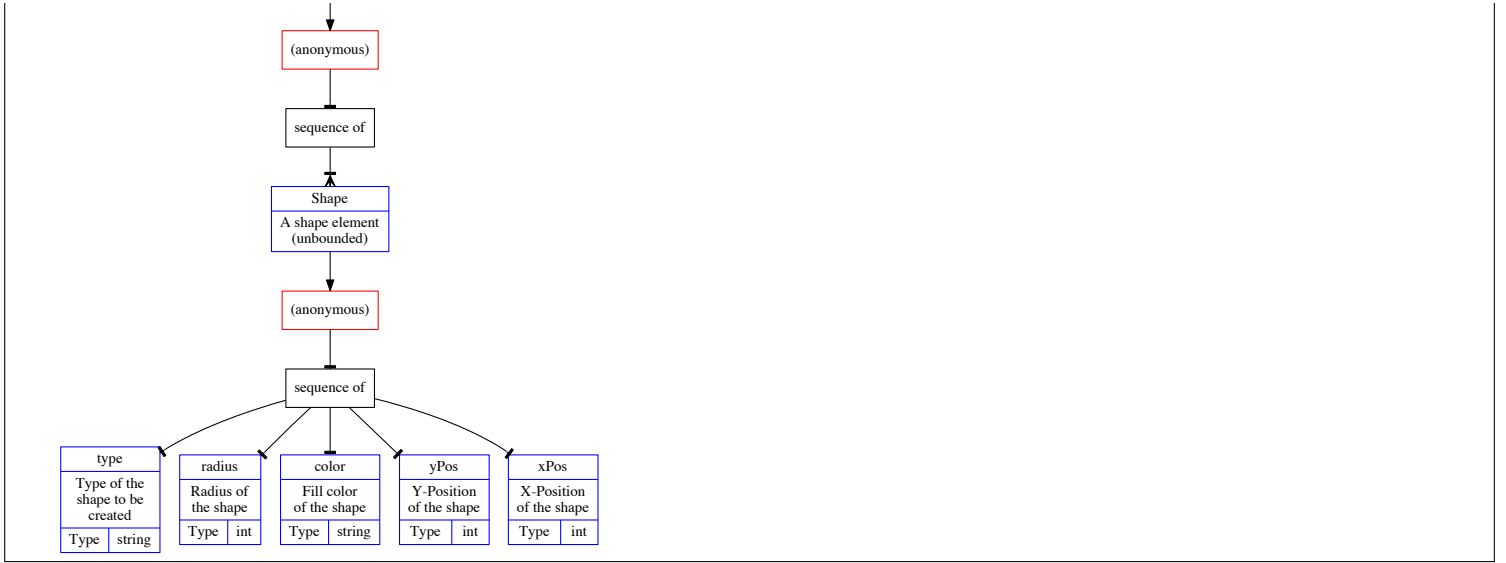 (anonymous)
sequence of
Shape
A shape element
(unbounded)
(anonymous)
sequence of
type
Type of the
shape to be
created
Type string
radius
Radius of
the shape
Type int
color
Fill color
of the shape
Type string
yPos
Y-Position
of the shape
Type int
xPos
X-Position
of the shape
Type int